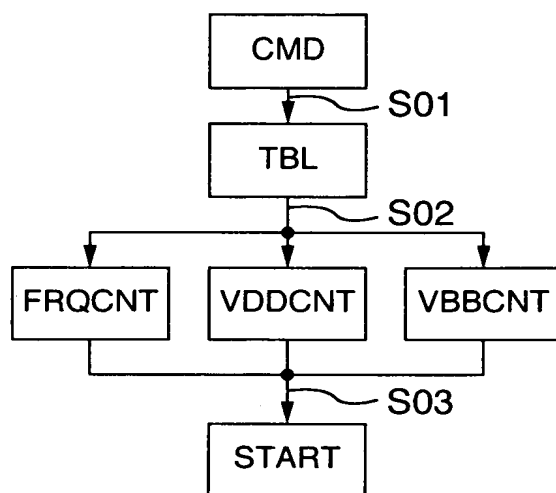 CMD
S01
TBL
S02
FRQCNT VDDCNT VBBCNT
S03
START